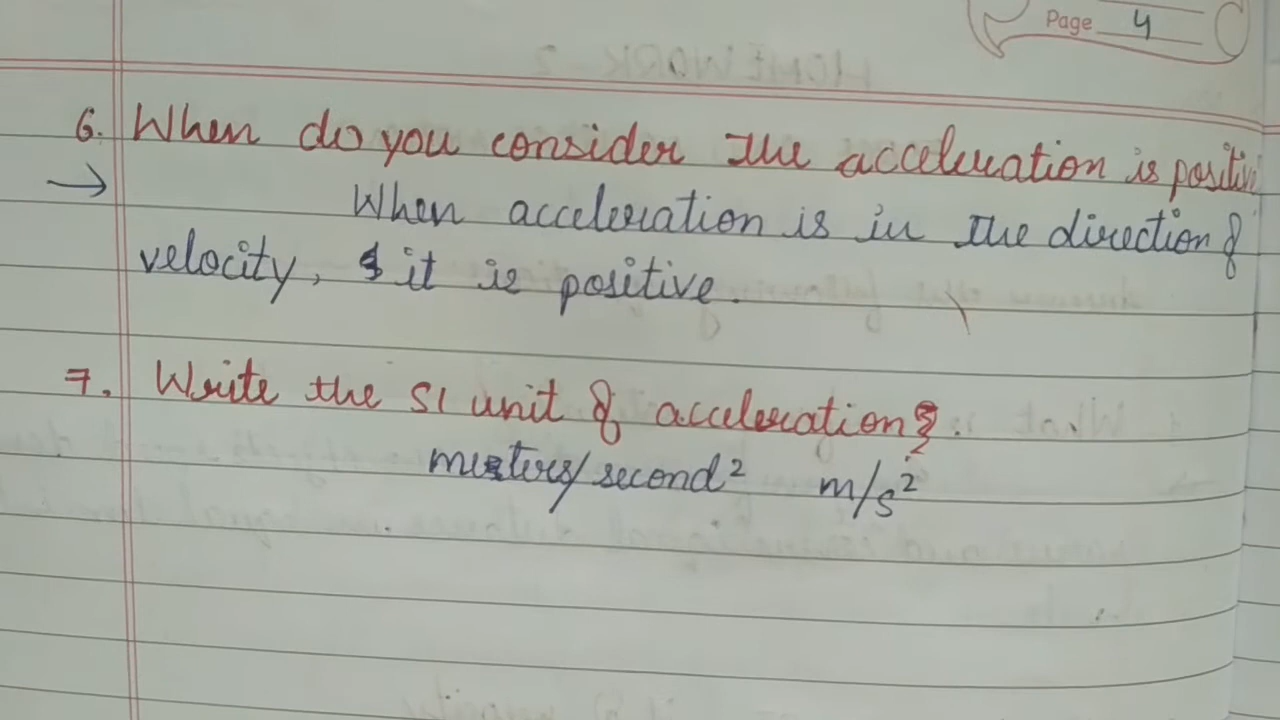 Page 4
6. When do you consider the acceleration is positiv
→ When acceleration is in the direction of
velocity, it is positive.
7. Write the SI unit of acceleration?.
meters/second² m/s²